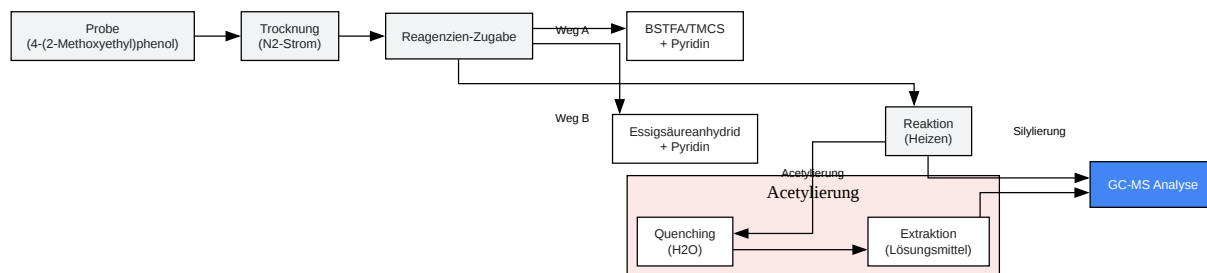 Probe
(4-(2-Methoxyethyl)phenol)
Trocknung
(N2-Strom)
Reagenzien-Zugabe
Weg A
BSTFA/TMCS
+ Pyridin
Weg B
Essigsäureanhydrid
+ Pyridin
Reaktion
(Heizen)
Silylierung
Acetylierung
GC-MS Analyse
Acetylierung
Quenching
(H2O)
Extraktion
(Lösungsmittel)